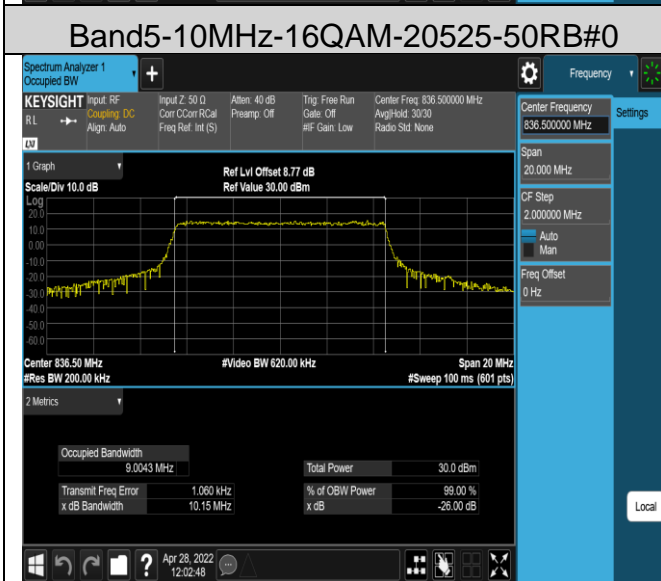 Band5-10MHz-16QAM-20525-50RB#0
Spectrum Analyzer 1
Occupied BW
+
Frequency
KEYSIGHT
RL
Input: RF
Coupling: DC
Align: Auto
Input Z: 50 Ω
Corr CCorr RCal
Freq Ref: Int (S)
Atten: 40 dB
Preamp: Off
Trig: Free Run
Gate: Off
#IF Gain: Low
Center Freq: 836.500000 MHz
Avg|Hold: 30/30
Radio Std: None
Center Frequency
836.500000 MHz
Settings
Span
20.000 MHz
CF Step
2.000000 MHz
Auto
Man
Freq Offset
0 Hz
1 Graph
Scale/Div 10.0 dB
Ref Lvl Offset 8.77 dB
Ref Value 30.00 dBm
Log
20.0
10.0
0.00
-10.0
-20.0
-30.0
-40.0
-50.0
-60.0
Center 836.50 MHz
#Video BW 620.00 kHz
Span 20 MHz
#Res BW 200.00 kHz
#Sweep 100 ms (601 pts)
2 Metrics
Occupied Bandwidth
9.0043 MHz
Total Power 30.0 dBm
Transmit Freq Error 1.060 kHz
% of OBW Power 99.00 %
x dB Bandwidth 10.15 MHz
x dB -26.00 dB
Local
?
Apr 28, 2022
12:02:48